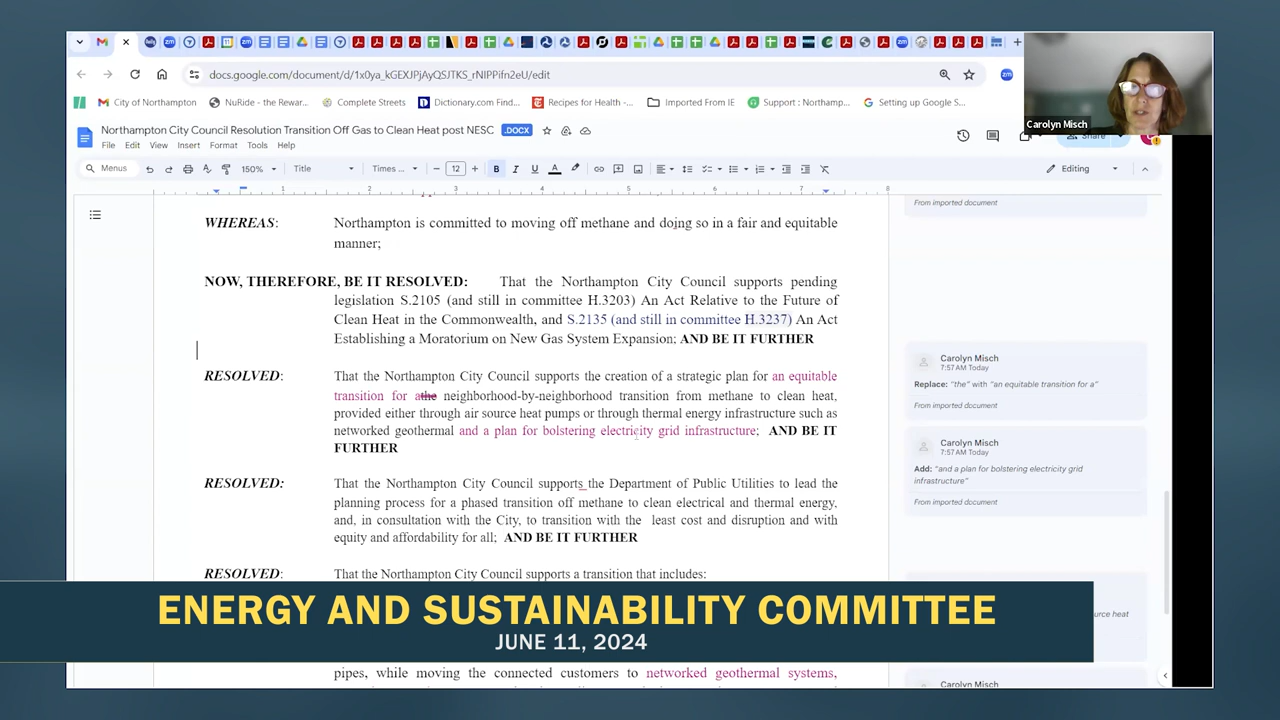 docs.google.com/document/d/1x0ya_kGEXJPjAyQSJTKS_rNIPPifn2eU/edit
City of Northampton
NuRide - the Rewar...
Complete Streets
Dictionary.com Find...
Recipes for Health -...
Imported From IE
Support : Northamp...
Setting up Google S...
Carolyn Misch
Northampton City Council Resolution Transition Off Gas to Clean Heat post NESC
.DOCX
File Edit View Insert Format Tools Help
Share
Menus
150%
Title
Times ...
12
B I U A
Editing
1 2 3 4 5 6 7 8
From imported document
WHEREAS: Northampton is committed to moving off methane and doing so in a fair and equitable
manner;
NOW, THEREFORE, BE IT RESOLVED: That the Northampton City Council supports pending
legislation S.2105 (and still in committee H.3203) An Act Relative to the Future of
Clean Heat in the Commonwealth, and S.2135 (and still in committee H.3237) An Act
Establishing a Moratorium on New Gas System Expansion; AND BE IT FURTHER
RESOLVED: That the Northampton City Council supports the creation of a strategic plan for an equitable
transition for athe neighborhood-by-neighborhood transition from methane to clean heat,
provided either through air source heat pumps or through thermal energy infrastructure such as
networked geothermal and a plan for bolstering electricity grid infrastructure; AND BE IT
FURTHER
Carolyn Misch
7:57 AM Today
Replace: "the" with "an equitable transition for a"
From imported document
Carolyn Misch
7:57 AM Today
Add: "and a plan for bolstering electricity grid
infrastructure"
From imported document
RESOLVED: That the Northampton City Council supports the Department of Public Utilities to lead the
planning process for a phased transition off methane to clean electrical and thermal energy,
and, in consultation with the City, to transition with the least cost and disruption and with
equity and affordability for all; AND BE IT FURTHER
RESOLVED: That the Northampton City Council supports a transition that includes:
ource heat
ENERGY AND SUSTAINABILITY COMMITTEE
JUNE 11, 2024
pipes, while moving the connected customers to networked geothermal systems,
Carolyn Misch